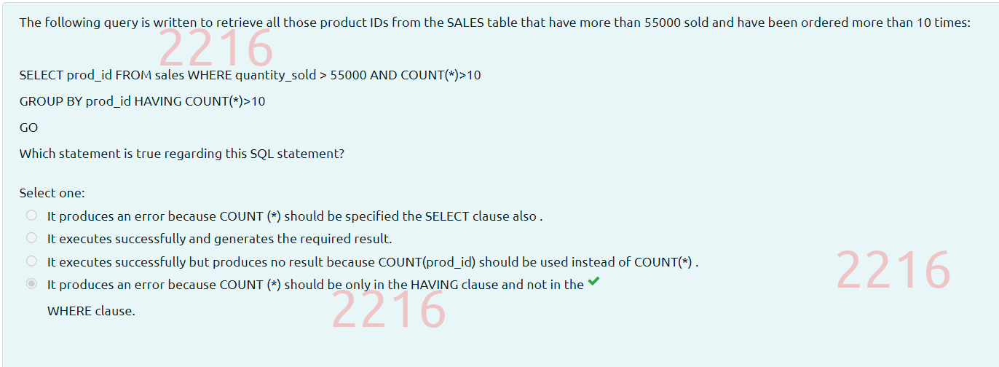 The following query is written to retrieve all those product IDs from the SALES table that have more than 55000 sold and have been ordered more than 10 times:
2216
SELECT prod_id FROM sales WHERE quantity_sold > 55000 AND COUNT(*)>10
GROUP BY prod_id HAVING COUNT(*)>10
GO
Which statement is true regarding this SQL statement?
Select one:
It produces an error because COUNT (*) should be specified the SELECT clause also .
It executes successfully and generates the required result.
It executes successfully but produces no result because COUNT(prod_id) should be used instead of COUNT(*) .
2216
It produces an error because COUNT (*) should be only in the HAVING clause and not in the
WHERE clause.
2216